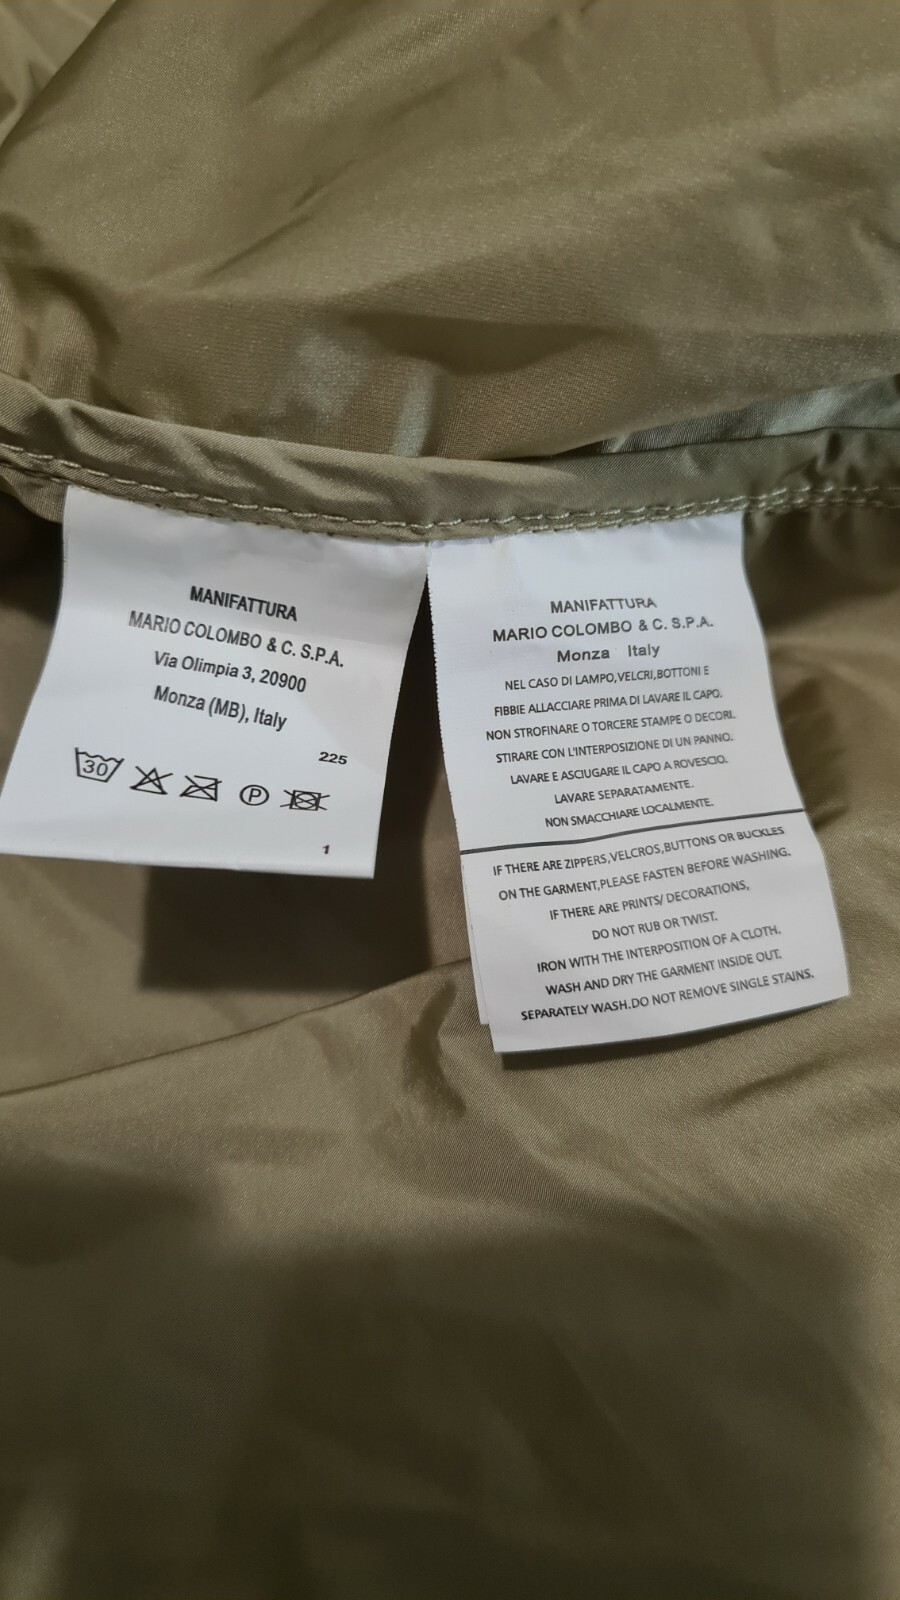 MANIFATTURA
MARIO COLOMBO & C. S.P.A.
Via Olimpia 3, 20900
Monza (MB), Italy
225
30
P
1
MANIFATTURA
MARIO COLOMBO & C. S.P.A.
Monza Italy
NEL CASO DI LAMPO,VELCRI,BOTTONI E
FIBBIE ALLACCIARE PRIMA DI LAVARE IL CAPO.
NON STROFINARE O TORCERE STAMPE O DECORI.
STIRARE CON L'INTERPOSIZIONE DI UN PANNO.
LAVARE E ASCIUGARE IL CAPO A ROVESCIO.
LAVARE SEPARATAMENTE.
NON SMACCHIARE LOCALMENTE.
IF THERE ARE ZIPPERS,VELCROS,BUTTONS OR BUCKLES
ON THE GARMENT,PLEASE FASTEN BEFORE WASHING.
IF THERE ARE PRINTS/ DECORATIONS,
DO NOT RUB OR TWIST.
IRON WITH THE INTERPOSITION OF A CLOTH.
WASH AND DRY THE GARMENT INSIDE OUT.
SEPARATELY WASH.DO NOT REMOVE SINGLE STAINS.